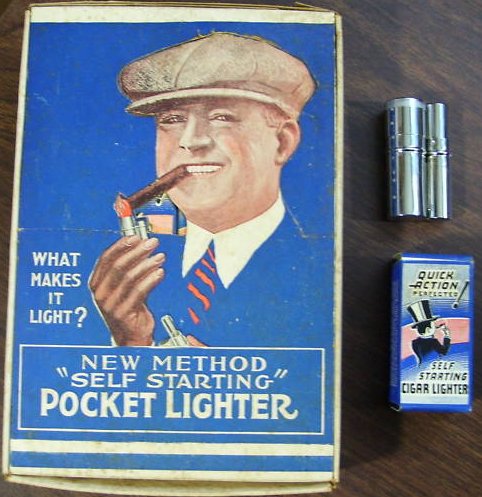 WHAT
MAKES
IT
LIGHT?
NEW METHOD
"SELF STARTING"
POCKET LIGHTER
QUICK
ACTION
PERFECTED
SELF
STARTING
CIGAR LIGHTER